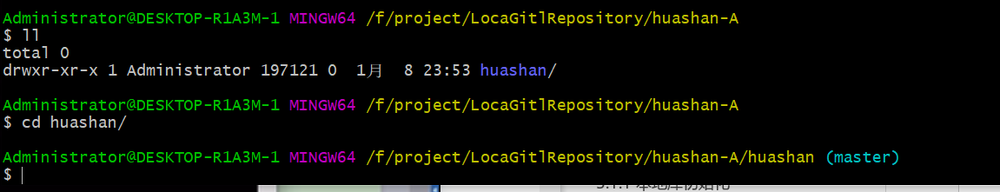 Administrator@DESKTOP-R1A3M-1 MINGW64 /f/project/LocaGitlRepository/huashan-A
$ ll
total 0
drwxr-xr-x 1 Administrator 197121 0  1月  8 23:53 huashan/
Administrator@DESKTOP-R1A3M-1 MINGW64 /f/project/LocaGitlRepository/huashan-A
$ cd huashan/
Administrator@DESKTOP-R1A3M-1 MINGW64 /f/project/LocaGitlRepository/huashan-A/huashan (master)
$